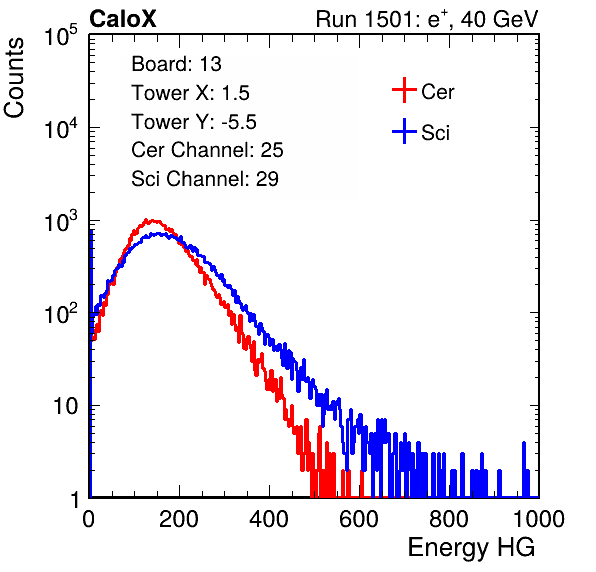 CaloX Run 1501: e⁺, 40 GeV
Board: 13
Tower X: 1.5
Tower Y: -5.5
Cer Channel: 25
Sci Channel: 29
Cer
Sci
Counts
10⁵
10⁴
10³
10²
10
1
0 200 400 600 800 1000
Energy HG